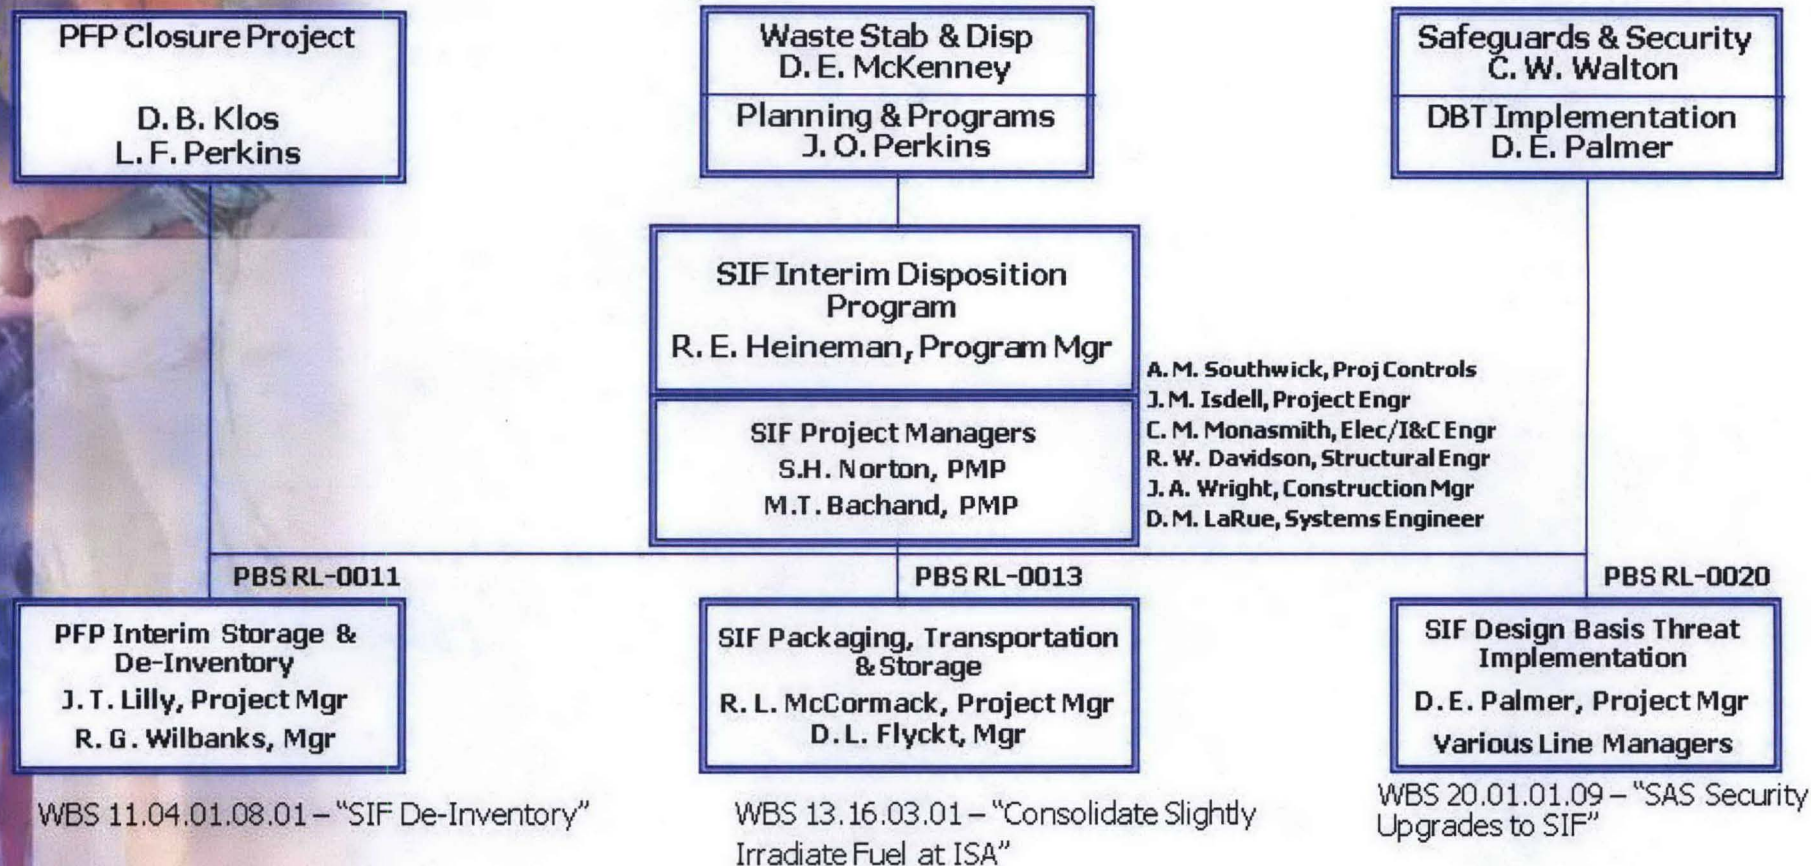 PFP Closure Project
D. B. Klos
L. F. Perkins
Waste Stab & Disp
D. E. McKenney
Planning & Programs
J. O. Perkins
Safeguards & Security
C. W. Walton
DBT Implementation
D. E. Palmer
SIF Interim Disposition
Program
R. E. Heineman, Program Mgr
SIF Project Managers
S.H. Norton, PMP
M.T. Bachand, PMP
A. M. Southwick, Proj Controls
J. M. Isdell, Project Engr
C. M. Monasmith, Elec/I&C Engr
R. W. Davidson, Structural Engr
J. A. Wright, Construction Mgr
D. M. LaRue, Systems Engineer
PBS RL-0011
PFP Interim Storage &
De-Inventory
J. T. Lilly, Project Mgr
R. G. Wilbanks, Mgr
WBS 11.04.01.08.01 – “SIF De-Inventory”
PBS RL-0013
SIF Packaging, Transportation
& Storage
R. L. McCormack, Project Mgr
D.L. Flyckt, Mgr
WBS 13.16.03.01 – “Consolidate Slightly
Irradiate Fuel at ISA”
PBS RL-0020
SIF Design Basis Threat
Implementation
D. E. Palmer, Project Mgr
Various Line Managers
WBS 20.01.01.09 – “SAS Security
Upgrades to SIF”